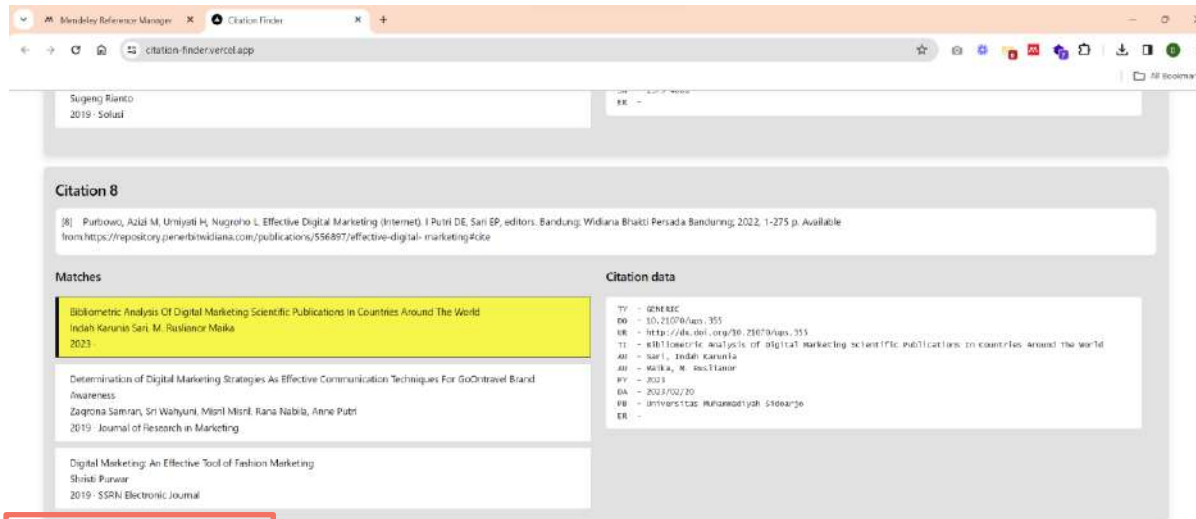 Mendeley Reference Manager
Citation Finder
citation-finder.vercel.app
All Bookmar
Sugeng Rianto
2019 · Solusi
ER -
Citation 8
[8] Purbowo, Azizi M, Umiyati H, Nugroho L. Effective Digital Marketing (Internet). I Putri DE, Sari EP, editors. Bandung: Widiana Bhakti Persada Bandunng; 2022, 1-275 p. Available
from:https://repository.penerbitwidiana.com/publications/556897/effective-digital- marketing#cite
Matches
Citation data
Bibliometric Analysis Of Digital Marketing Scientific Publications In Countries Around The World
Indah Karunia Sari, M. Ruslianor Maika
2023 ·
Determination of Digital Marketing Strategies As Effective Communication Techniques For GoOntravel Brand
Awareness
Zaqrona Samran, Sri Wahyuni, Misril Misril, Rana Nabila, Anne Putri
2019 · Journal of Research in Marketing
Digital Marketing: An Effective Tool of Fashion Marketing
Shristi Purwar
2019 · SSRN Electronic Journal
TY - GENERIC
DO - 10.21070/ups.355
UR - http://dx.doi.org/10.21070/ups.355
TI - Bibliometric Analysis Of Digital Marketing Scientific Publications In Countries Around The World
AU - Sari, Indah Karunia
AU - Maika, M. Ruslianor
PY - 2023
DA - 2023/02/20
PB - Universitas Muhammadiyah Sidoarjo
ER -